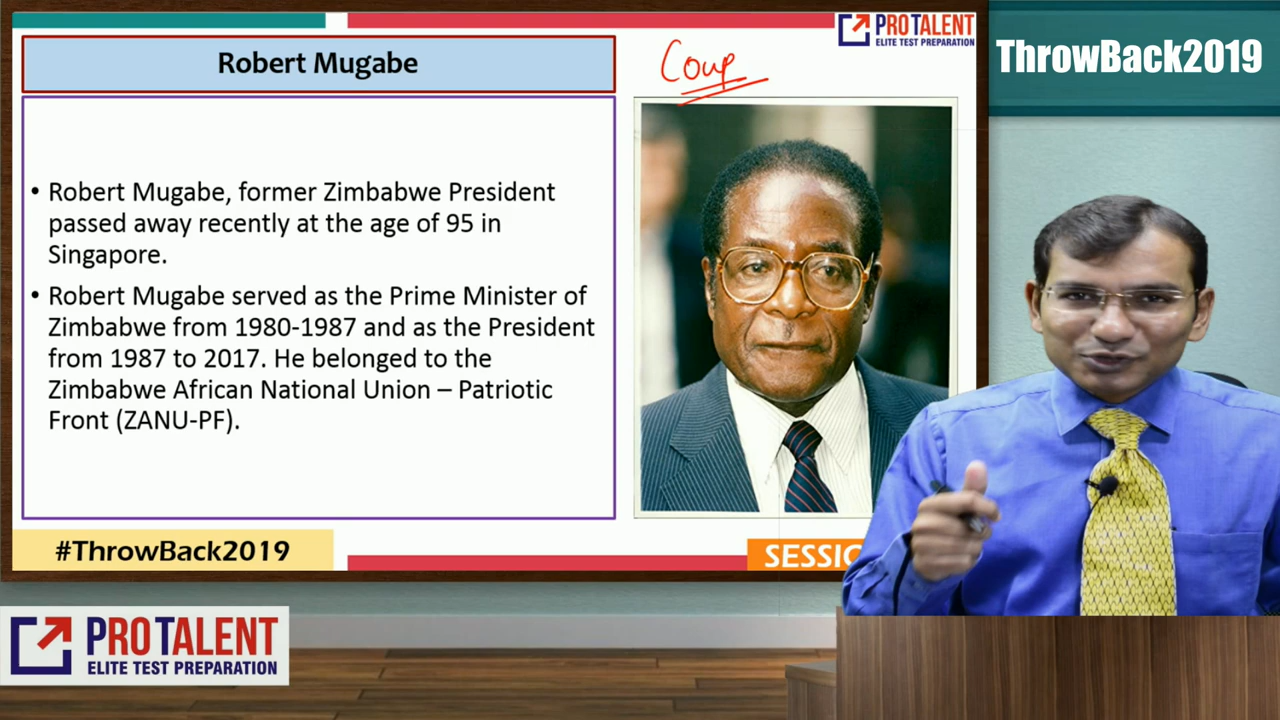 PROTALENT
ELITE TEST PREPARATION
ThrowBack2019
Robert Mugabe
Coup
• Robert Mugabe, former Zimbabwe President
passed away recently at the age of 95 in
Singapore.
• Robert Mugabe served as the Prime Minister of
Zimbabwe from 1980-1987 and as the President
from 1987 to 2017. He belonged to the
Zimbabwe African National Union – Patriotic
Front (ZANU-PF).
#ThrowBack2019
PROTALENT
ELITE TEST PREPARATION